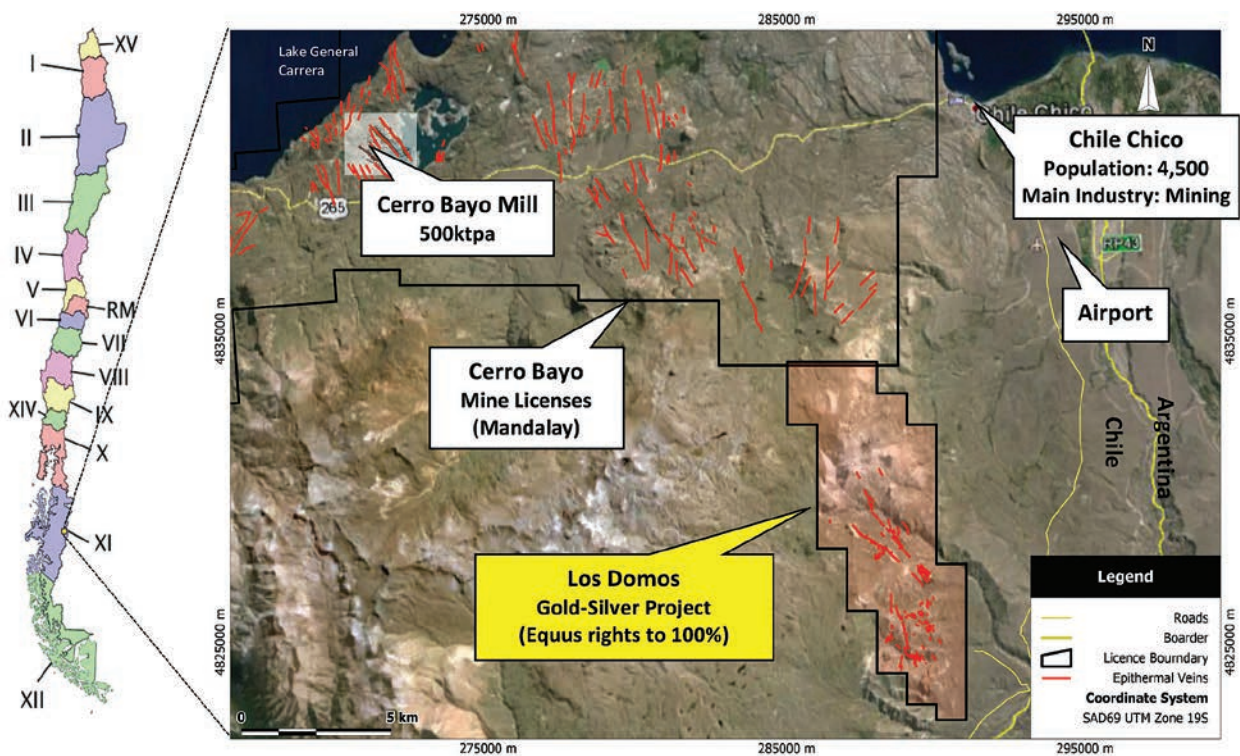 XV
I
II
III
IV
V
RM
VI
VII
VIII
IX
XIV
X
XI
XII
275000 m
285000 m
295000 m
Lake General
Carrera
N
Chile Chico
Chile Chico
Population: 4,500
Main Industry: Mining
265
Cerro Bayo Mill
500ktpa
RP43
Airport
4835000 m
4835000 m
Cerro Bayo
Mine Licenses
(Mandalay)
Chile
Argentina
Los Domos
Gold-Silver Project
(Equus rights to 100%)
4825000 m
4825000 m
Legend
Roads
Boarder
Licence Bourndary
Epithermal Veins
Coordinate System
SAD69 UTM Zone 19S
0
5 km
275000 m
285000 m
295000 m